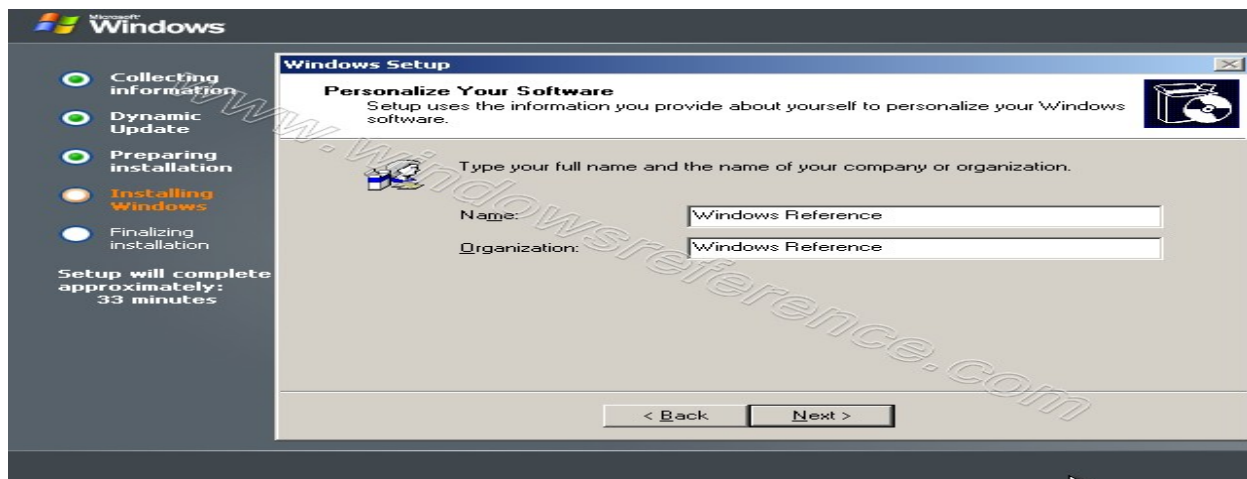 Microsoft
Windows
Collecting
information
Dynamic
Update
Preparing
installation
Installing
Windows
Finalizing
installation
Setup will complete
approximately:
33 minutes
Windows Setup
Personalize Your Software
Setup uses the information you provide about yourself to personalize your Windows
software.
Type your full name and the name of your company or organization.
Name: Windows Reference
Organization: Windows Reference
< Back Next >
www.windowsreference.com